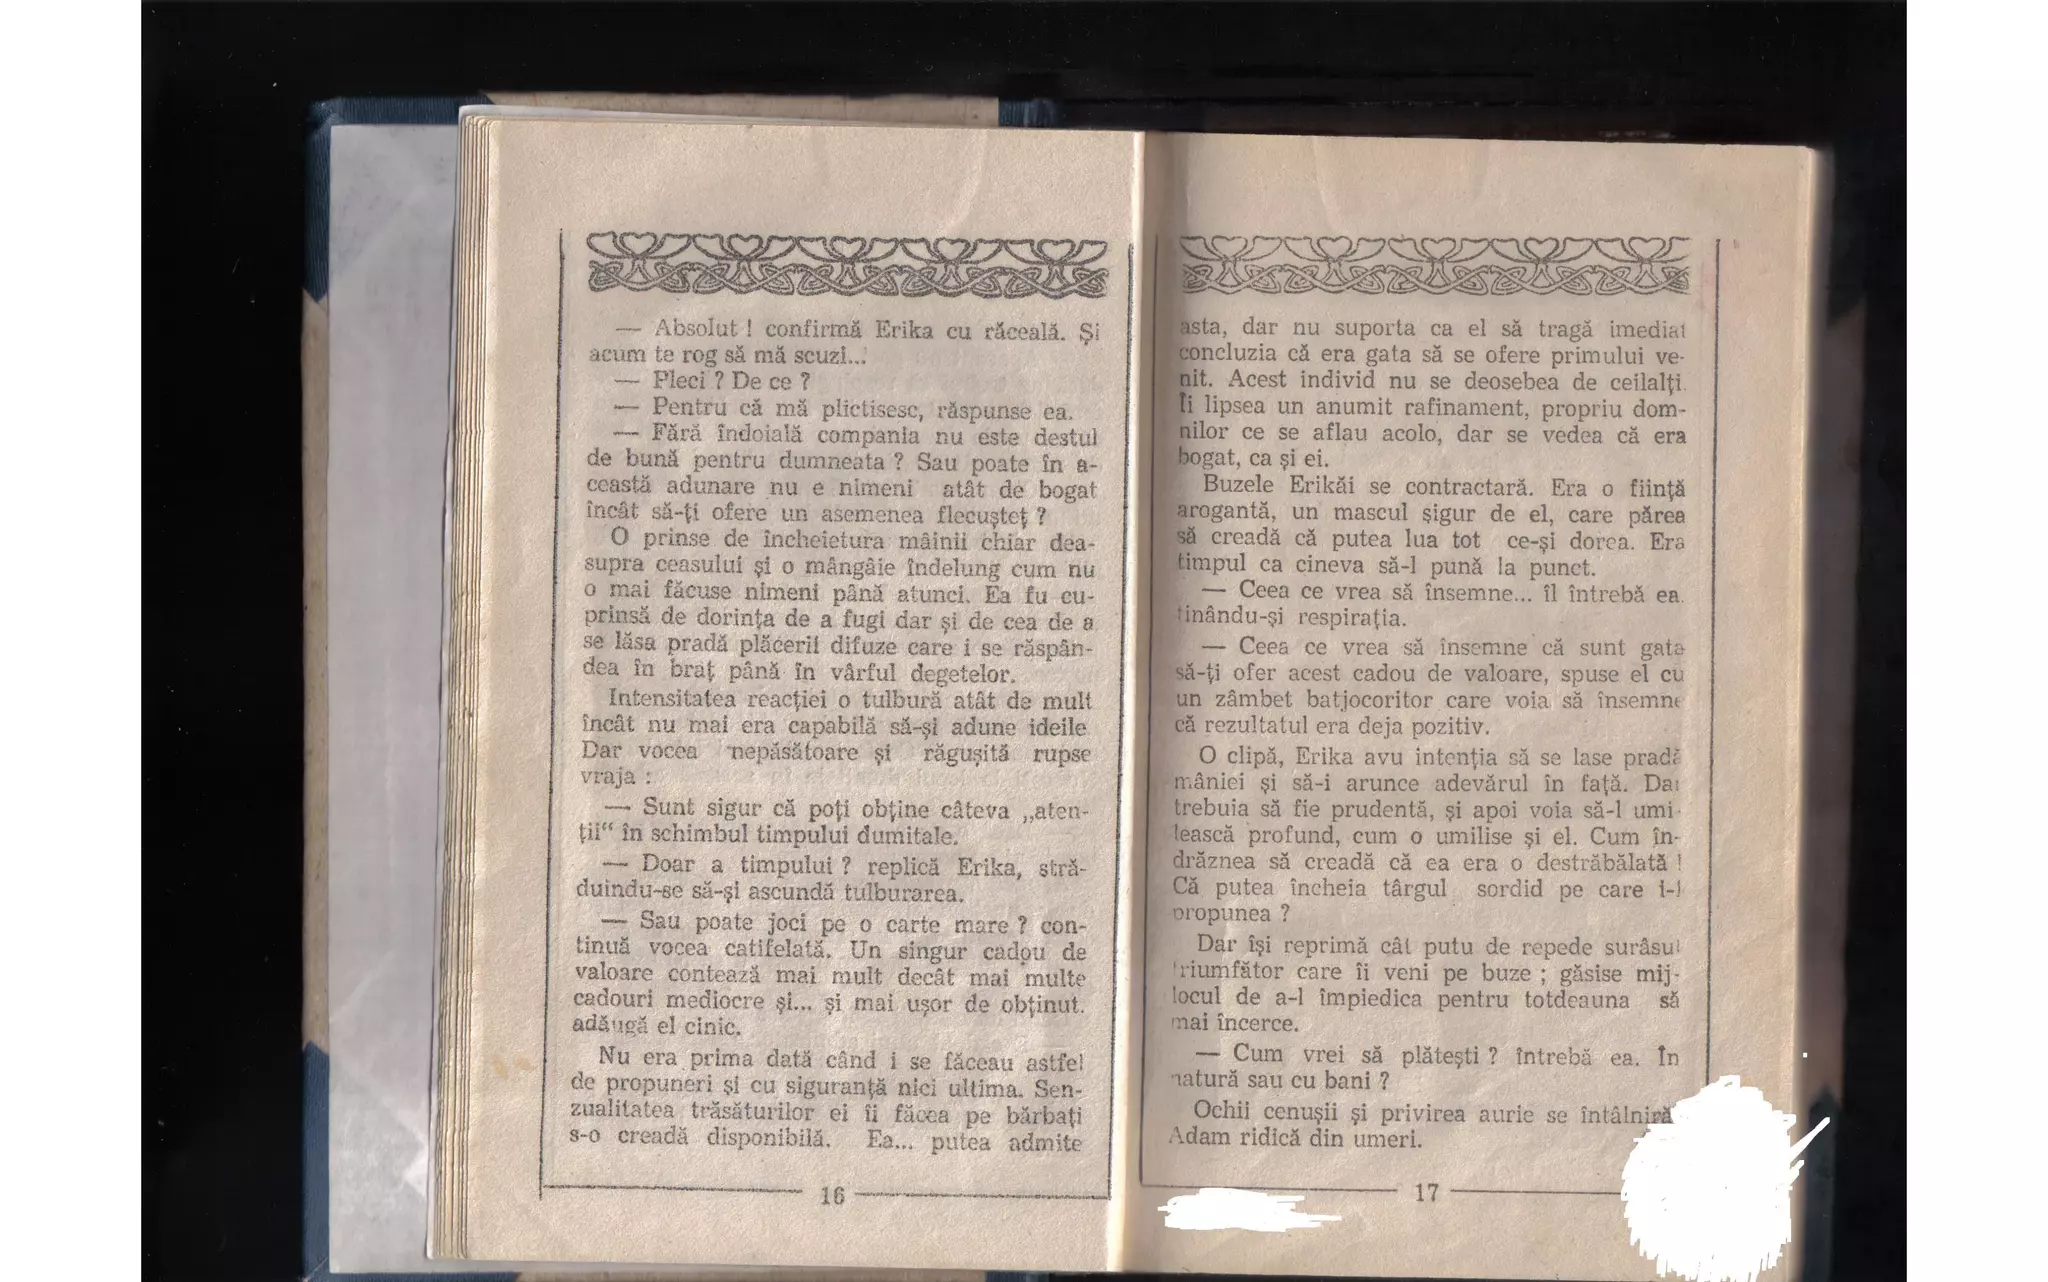 — Absolut ! confirmă Erika cu răceală. Și
acum te rog să mă scuzi...
— Pleci ? De ce ?
— Pentru că mă plictisesc, răspunse ea.
— Fără îndoială compania nu este destul
de bună pentru dumneata ? Sau poate în a-
ceastă adunare nu e nimeni atât de bogat
încât să-ți ofere un asemenea flecușteț ?
O prinse de încheietura mâinii chiar dea-
supra ceasului și o mângâie îndelung cum nu
o mai făcuse nimeni până atunci. Ea fu cu-
prinsă de dorința de a fugi dar și de cea de a
se lăsa pradă plăcerii difuze care i se răspân-
dea în braț până în vârful degetelor.
Intensitatea reacției o tulbură atât de mult
încât nu mai era capabilă să-și adune ideile
Dar vocea nepăsătoare și răgușită rupse
vraja :
— Sunt sigur că poți obține câteva „aten-
ții“ în schimbul timpului dumitale.
— Doar a timpului ? replică Erika, stră-
duindu-se să-și ascundă tulburarea.
— Sau poate joci pe o carte mare ? con-
tinuă vocea catifelată. Un singur cadou de
valoare contează mai mult decât mai multe
cadouri mediocre și... și mai ușor de obținut.
adăugă el cinic.
Nu era prima dată când i se făceau astfel
de propuneri și cu siguranță nici ultima. Sen-
zualitatea trăsăturilor ei îi făcea pe bărbați
s-o creadă disponibilă. Ea... putea admite
16
asta, dar nu suporta ca el să tragă imediat
concluzia că era gata să se ofere primului ve-
nit. Acest individ nu se deosebea de ceilalți.
Îi lipsea un anumit rafinament, propriu dom-
nilor ce se aflau acolo, dar se vedea că era
bogat, ca și ei.
Buzele Erikăi se contractară. Era o ființă
arogantă, un mascul sigur de el, care părea
să creadă că putea lua tot ce-și dorea. Era
timpul ca cineva să-l pună la punct.
— Ceea ce vrea să însemne... îl întrebă ea
ținându-și respirația.
— Ceea ce vrea să însemne că sunt gata
să-ți ofer acest cadou de valoare, spuse el cu
un zâmbet batjocoritor care voia să însemne
că rezultatul era deja pozitiv.
O clipă, Erika avu intenția să se lase pradă
mâniei și să-i arunce adevărul în față. Dar
trebuia să fie prudentă, și apoi voia să-l umi-
lească profund, cum o umilise și el. Cum în-
drăznea să creadă că ea era o destrăbălată !
Că putea încheia târgul sordid pe care i-l
propunea ?
Dar își reprimă cât putu de repede surâsul
triumfător care îi veni pe buze ; găsise mij-
locul de a-l împiedica pentru totdeauna să
mai încerce.
— Cum vrei să plătești ? întrebă ea. În
natură sau cu bani ?
Ochii cenușii și privirea aurie se întâlniră
Adam ridică din umeri.
17